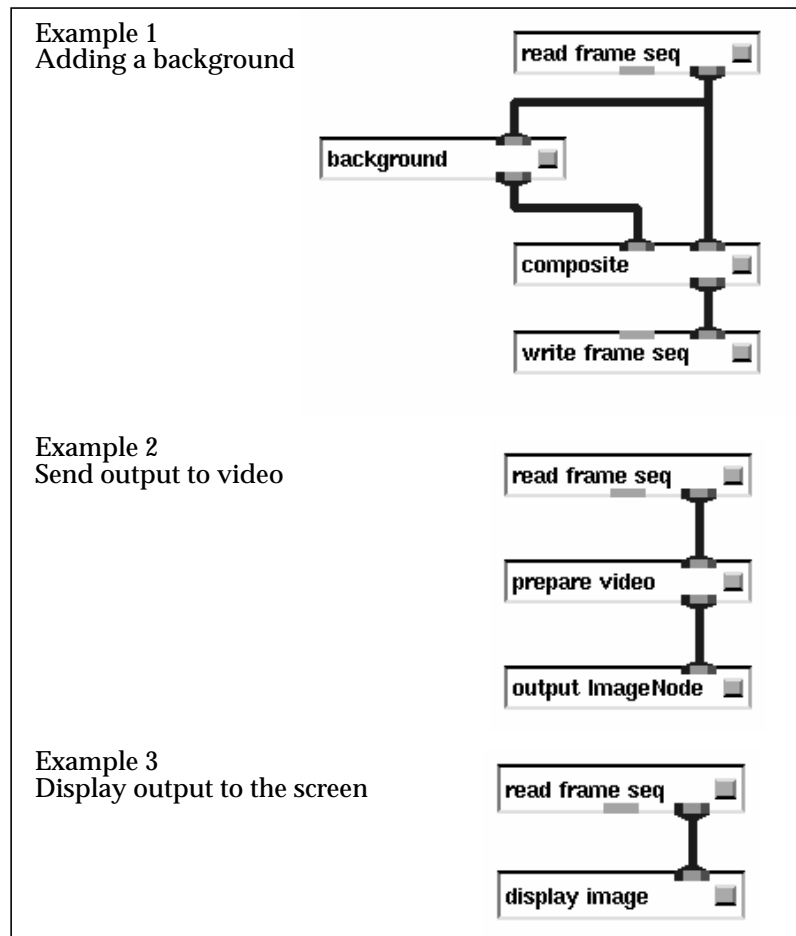 Example 1
Adding a background
read frame seq
background
composite
write frame seq
Example 2
Send output to video
read frame seq
prepare video
output ImageNode
Example 3
Display output to the screen
read frame seq
display image